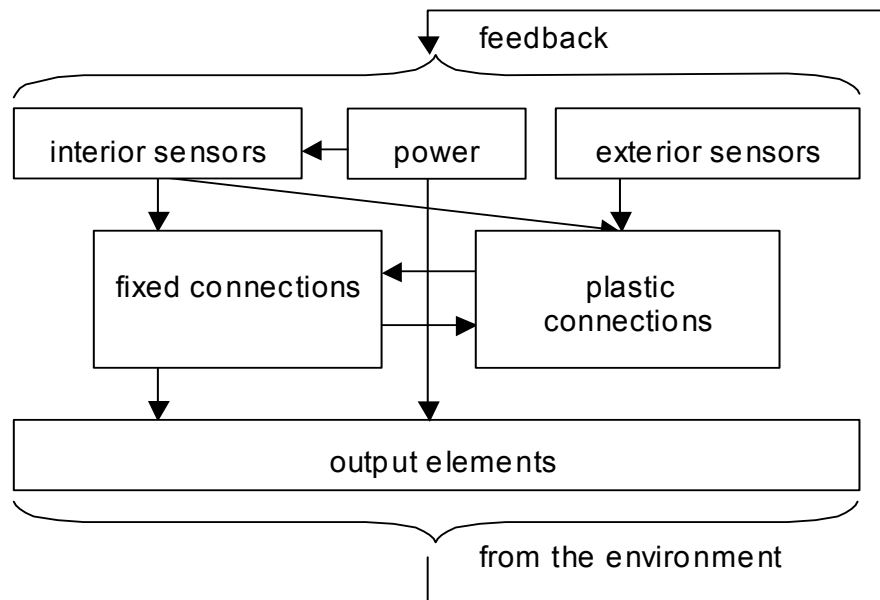 feedback
interior sensors
power
exterior sensors
fixed connections
plastic
connections
output elements
from the environment